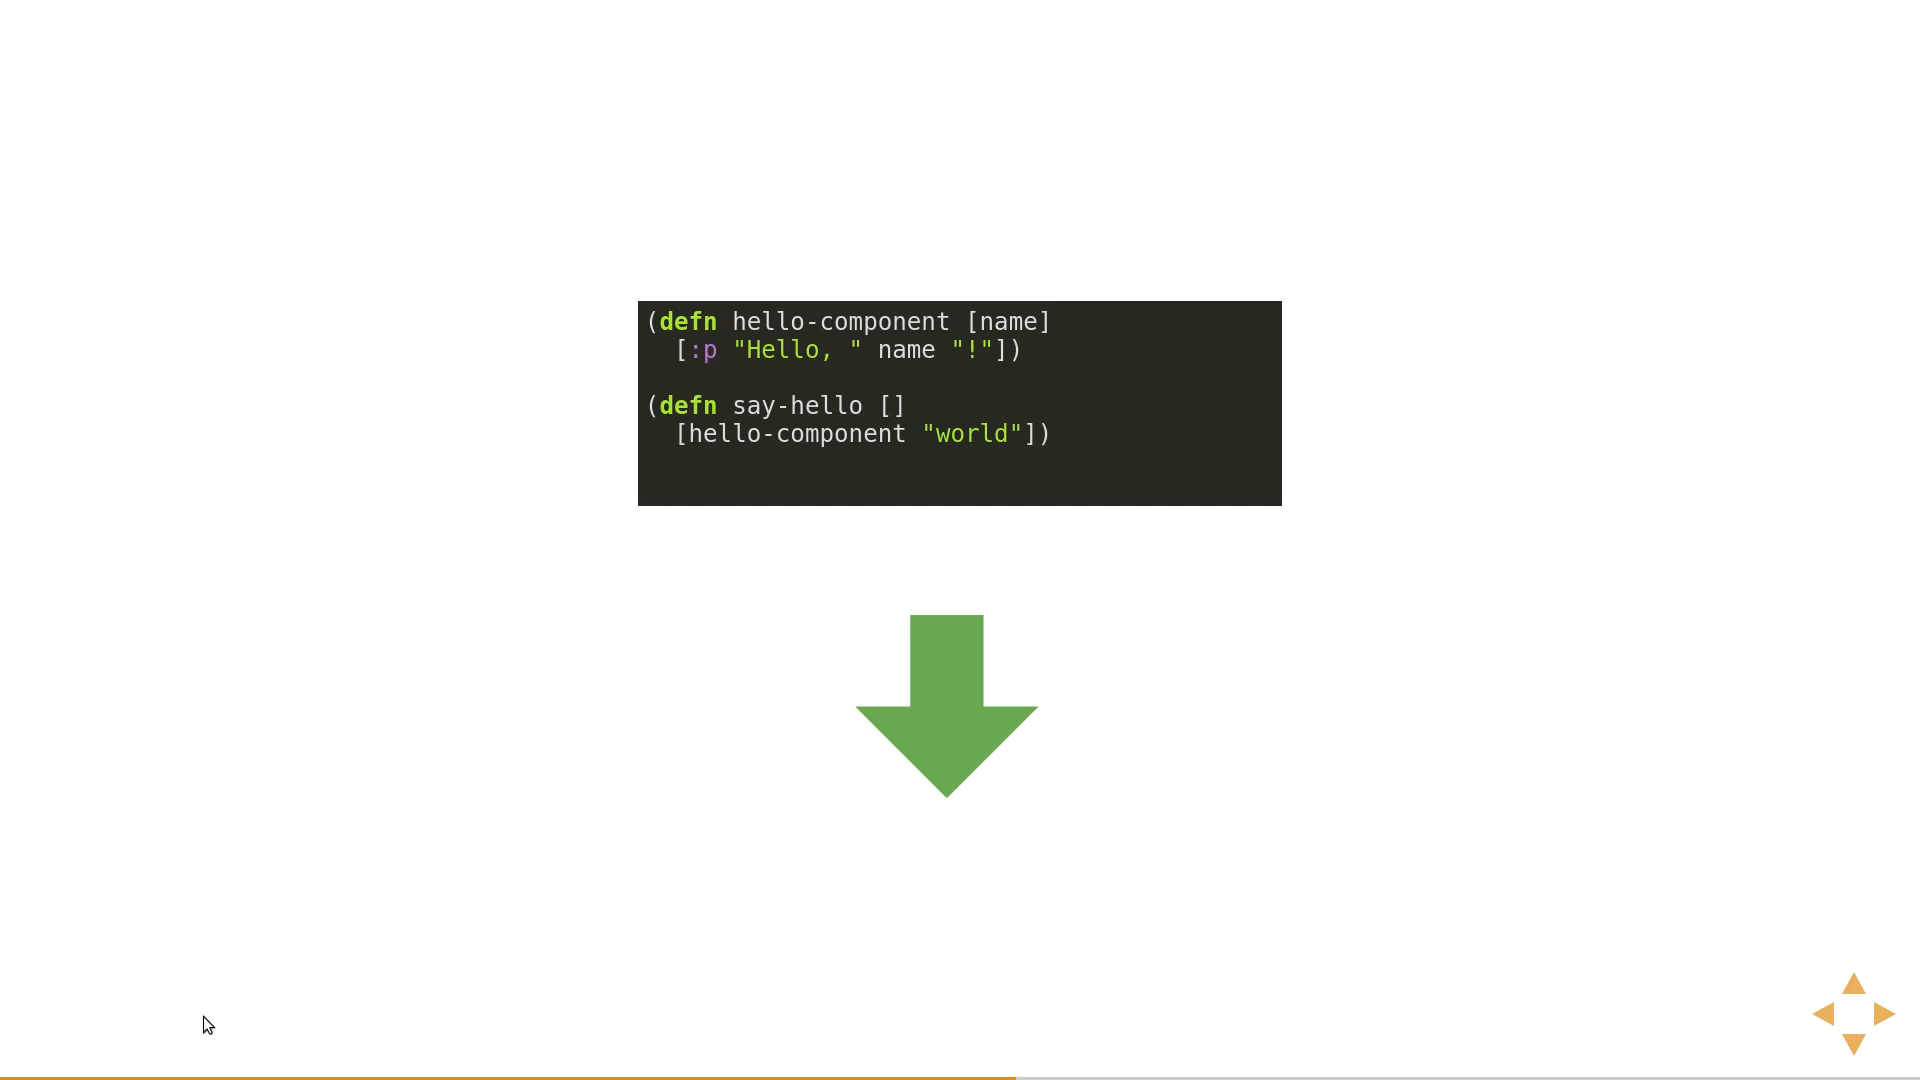 (defn hello-component [name]
  [:p "Hello, " name "!"])

(defn say-hello []
  [hello-component "world"])